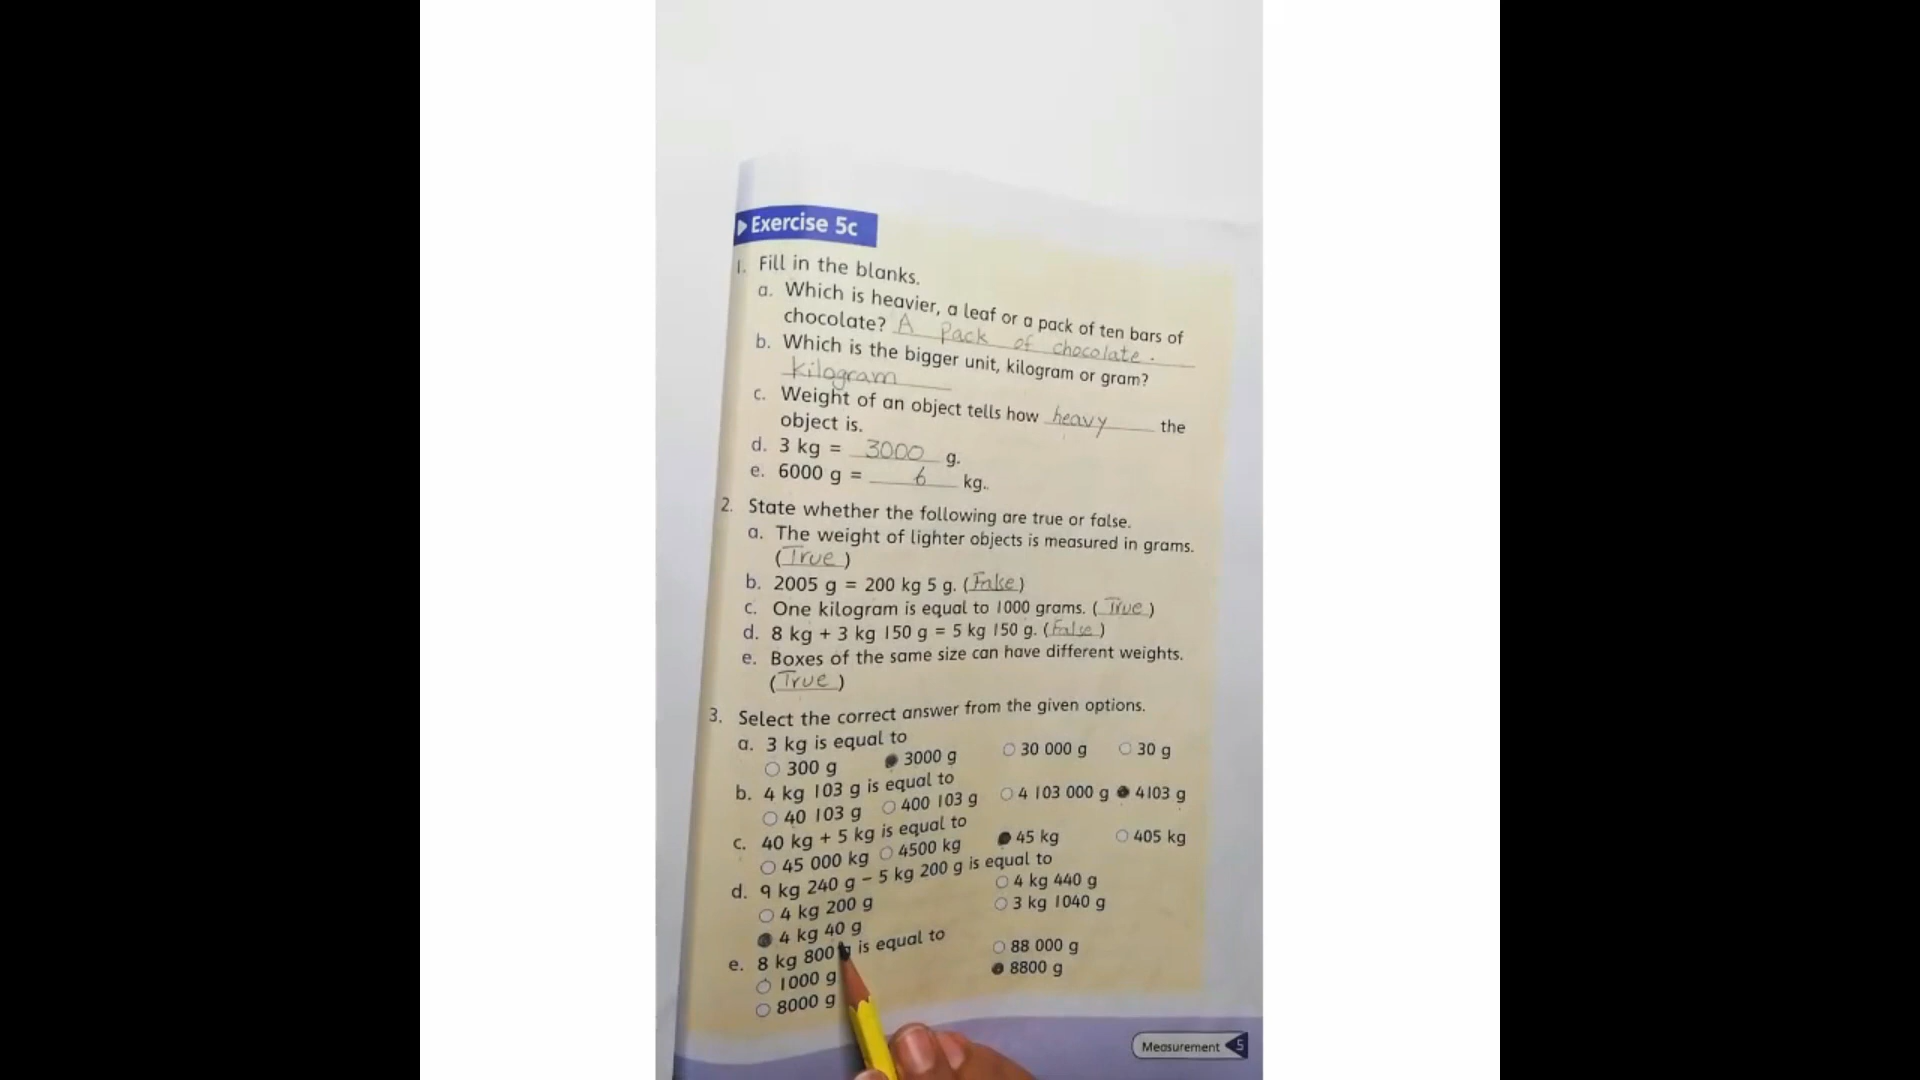 Exercise 5c
1. Fill in the blanks.
a. Which is heavier, a leaf or a pack of ten bars of
chocolate? A Pack of chocolate.
b. Which is the bigger unit, kilogram or gram?
kilogram
c. Weight of an object tells how heavy the
object is.
d. 3 kg = 3000 g.
e. 6000 g = 6 kg.
2. State whether the following are true or false.
a. The weight of lighter objects is measured in grams.
(True)
b. 2005 g = 200 kg 5 g. (False)
c. One kilogram is equal to 1000 grams. (True)
d. 8 kg + 3 kg 150 g = 5 kg 150 g. (False)
e. Boxes of the same size can have different weights.
(True)
3. Select the correct answer from the given options.
a. 3 kg is equal to
300 g 3000 g 30 000 g 30 g
b. 4 kg 103 g is equal to
40 103 g 400 103 g 4 103 000 g 4103 g
c. 40 kg + 5 kg is equal to
45 000 kg 4500 kg 45 kg 405 kg
d. 9 kg 240 g – 5 kg 200 g is equal to
4 kg 200 g 4 kg 440 g
4 kg 40 g 3 kg 1040 g
e. 8 kg 800 g is equal to
1000 g 88 000 g
8000 g 8800 g
Measurement 5